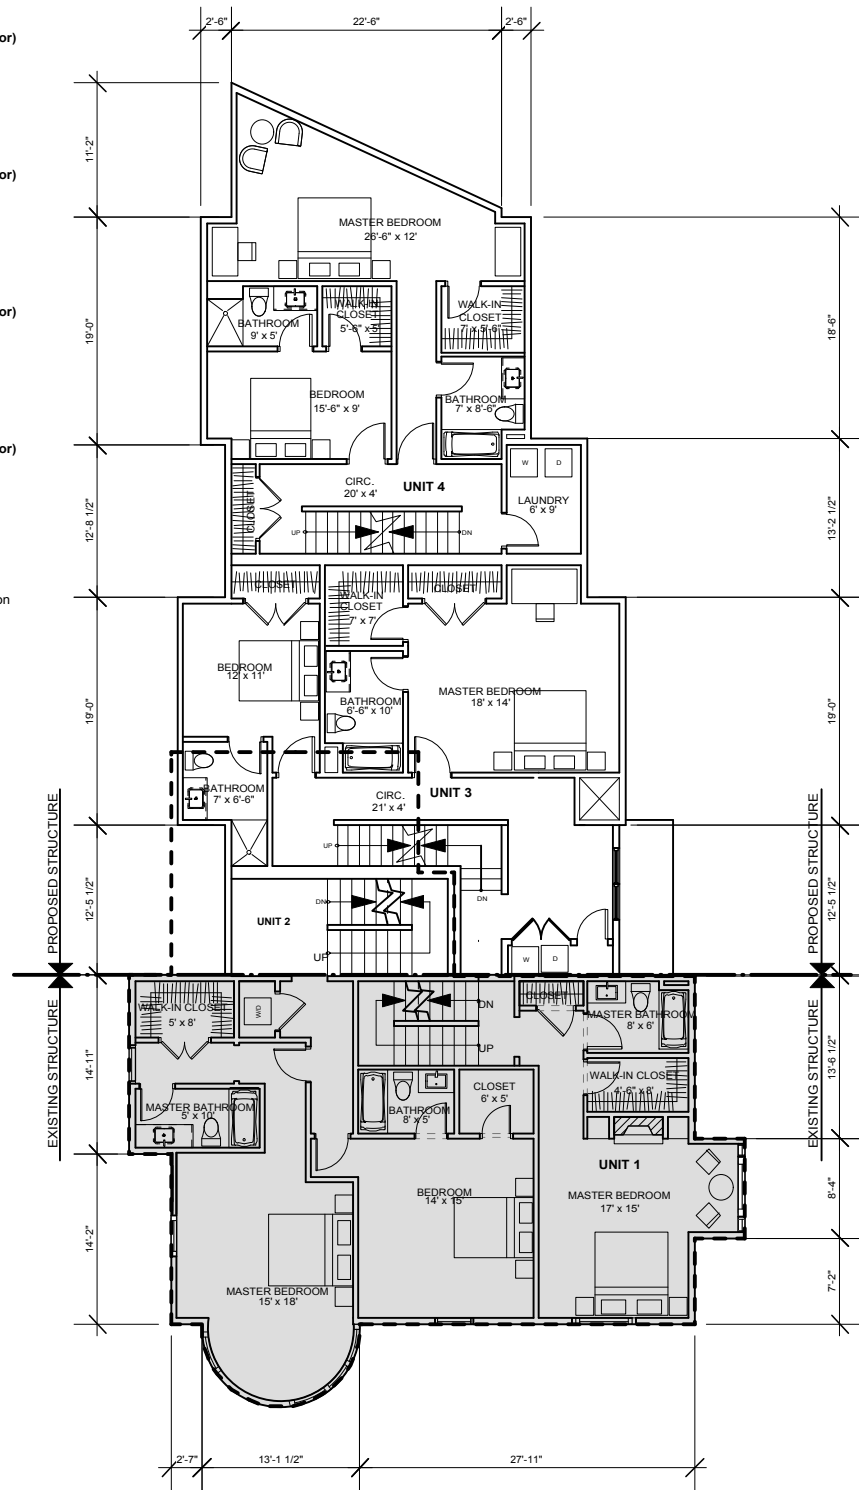 2'-6"
22'-6"
2'-6"
or)
11'-2"
or)
MASTER BEDROOM
26'-6" x 12'
or)
BATHROOM
9' x 5'
WALK-IN
CLOSET
5'-6" x 5'
WALK-IN
CLOSET
7' x 5'-6"
19'-0"
18'-6"
BEDROOM
15'-6" x 9'
BATHROOM
7' x 8'-6"
or)
CIRC.
20' x 4'
UNIT 4
W
D
LAUNDRY
6' x 9'
CLOSET
UP
DN
12'-8 1/2"
13'-2 1/2"
on
CLOSET
WALK-IN
CLOSET
7' x 7'
CLOSET
BEDROOM
12' x 11'
BATHROOM
6'-6" x 10'
MASTER BEDROOM
18' x 14'
19'-0"
19'-0"
BATHROOM
7' x 6'-6"
CIRC.
21' x 4'
UNIT 3
UP
DN
PROPOSED STRUCTURE
12'-5 1/2"
UNIT 2
DN
UP
W
D
12'-5 1/2"
PROPOSED STRUCTURE
EXISTING STRUCTURE
14'-11"
WALK-IN CLOSET
5' x 8'
W/D
DN
UP
CLOSET
MASTER BATHROOM
8' x 6'
WALK-IN CLOSET
4'-6" x 8'
13'-6 1/2"
EXISTING STRUCTURE
MASTER BATHROOM
5' x 10'
BATHROOM
8' x 5'
CLOSET
6' x 5'
UNIT 1
BEDROOM
14' x 15'
MASTER BEDROOM
17' x 15'
8'-4"
14'-2"
MASTER BEDROOM
15' x 18'
7'-2"
2'-7"
13'-1 1/2"
27'-11"